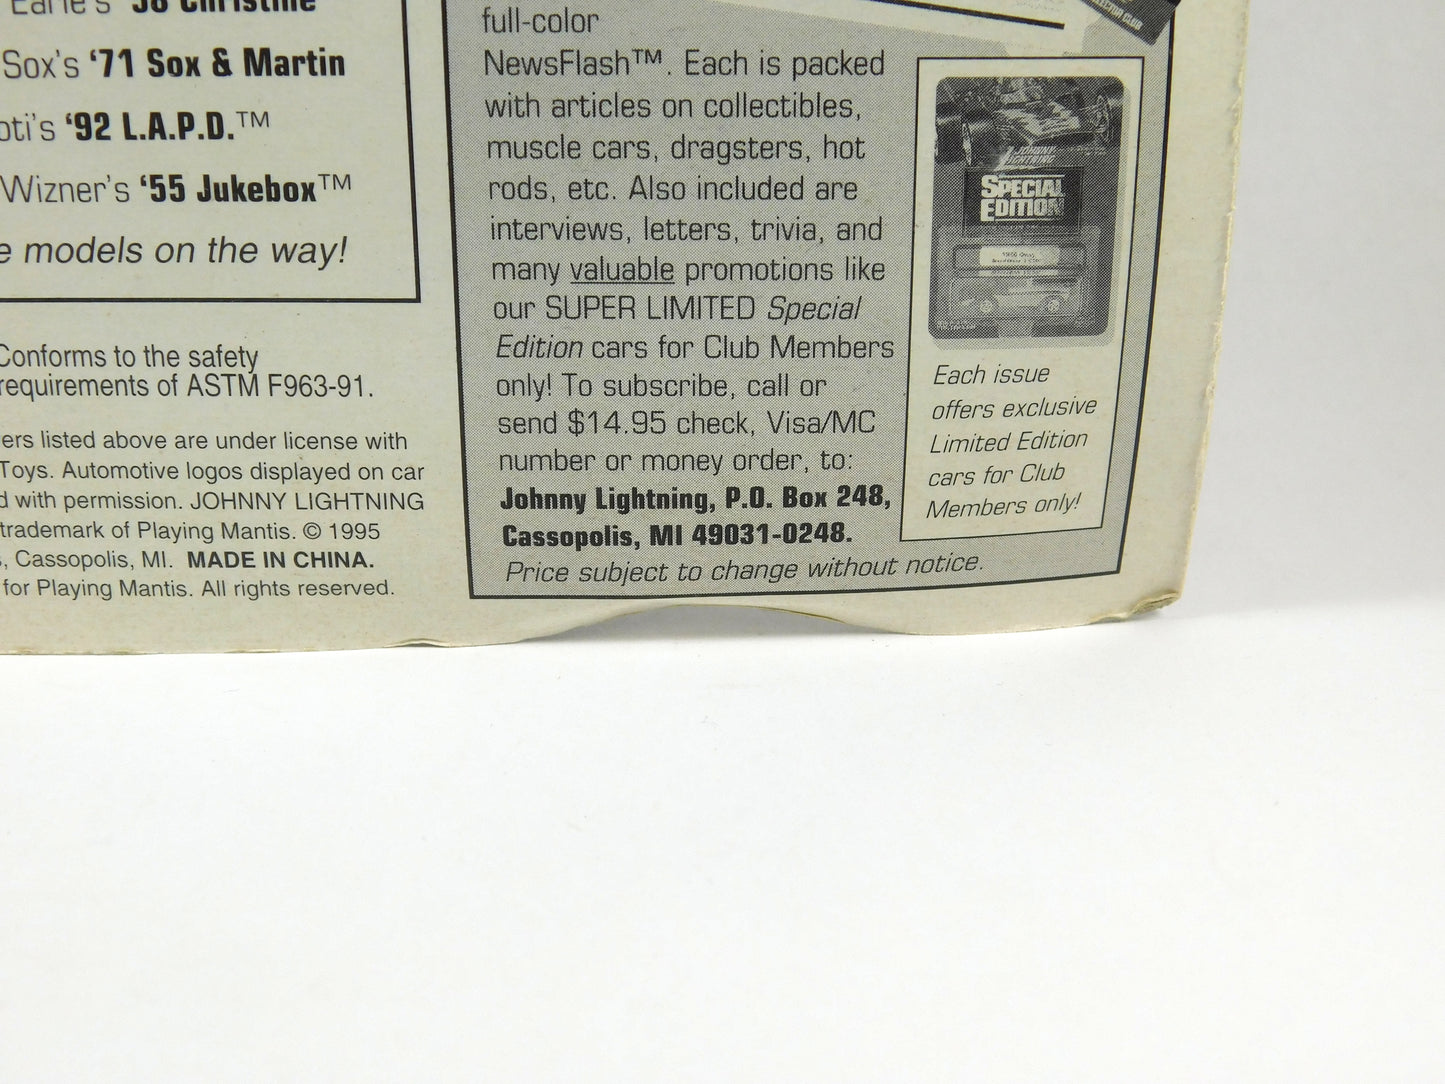 Earle's '58 Christine
Sox's '71 Sox & Martin
oti's '92 L.A.P.D.™
Wizner's '55 Jukebox™
e models on the way!
Conforms to the safety
requirements of ASTM F963-91.
ers listed above are under license with
Toys. Automotive logos displayed on car
d with permission. JOHNNY LIGHTNING
trademark of Playing Mantis. © 1995
, Cassopolis, MI. MADE IN CHINA.
for Playing Mantis. All rights reserved.
full-color
NewsFlash™. Each is packed
with articles on collectibles,
muscle cars, dragsters, hot
rods, etc. Also included are
interviews, letters, trivia, and
many valuable promotions like
our SUPER LIMITED Special
Edition cars for Club Members
only! To subscribe, call or
send $14.95 check, Visa/MC
number or money order, to:
Johnny Lightning, P.O. Box 248,
Cassopolis, MI 49031-0248.
Price subject to change without notice.
JOHNNY
LIGHTNING
SPECIAL
EDITION
Each issue
offers exclusive
Limited Edition
cars for Club
Members only!